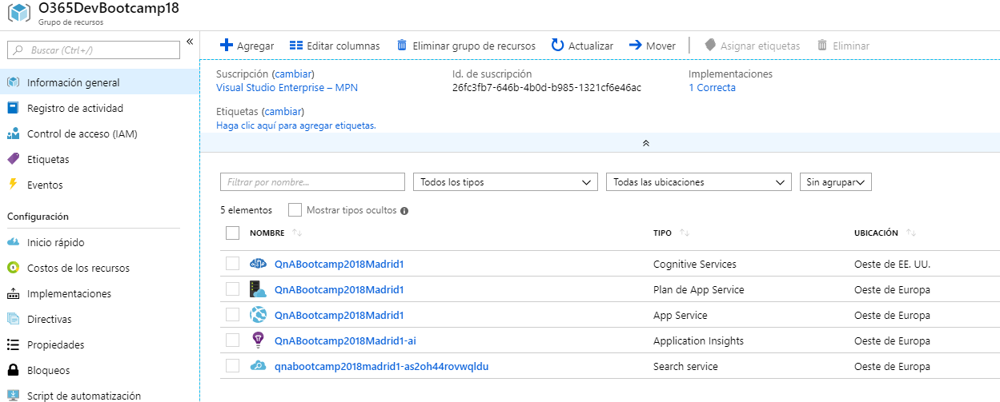 O365DevBootcamp18
Grupo de recursos
Buscar (Ctrl+/)
Información general
Registro de actividad
Control de acceso (IAM)
Etiquetas
Eventos
Configuración
Inicio rápido
Costos de los recursos
Implementaciones
Directivas
Propiedades
Bloqueos
Script de automatización
Agregar Editar columnas Eliminar grupo de recursos Actualizar Mover Asignar etiquetas Eliminar
Suscripción (cambiar) Id. de suscripción Implementaciones
Visual Studio Enterprise – MPN 26fc3fb7-646b-4b0d-b985-1321cf6e46ac 1 Correcta
Etiquetas (cambiar)
Haga clic aquí para agregar etiquetas.
Filtrar por nombre... Todos los tipos Todas las ubicaciones Sin agrupar
5 elementos Mostrar tipos ocultos
NOMBRE TIPO UBICACIÓN
QnABootcamp2018Madrid1 Cognitive Services Oeste de EE. UU.
QnABootcamp2018Madrid1 Plan de App Service Oeste de Europa
QnABootcamp2018Madrid1 App Service Oeste de Europa
QnABootcamp2018Madrid1-ai Application Insights Oeste de Europa
qnabootcamp2018madrid1-as2oh44rovwqldu Search service Oeste de Europa